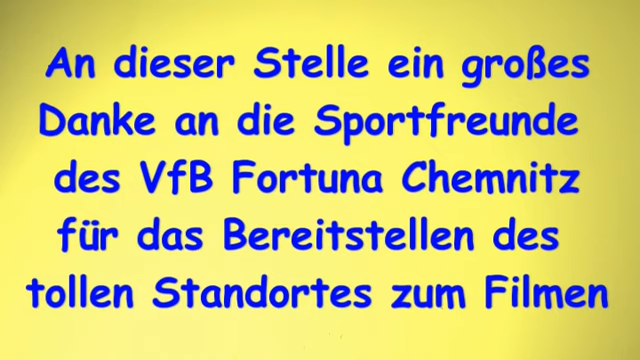 An dieser Stelle ein großes
Danke an die Sportfreunde
des VfB Fortuna Chemnitz
für das Bereitstellen des
tollen Standortes zum Filmen